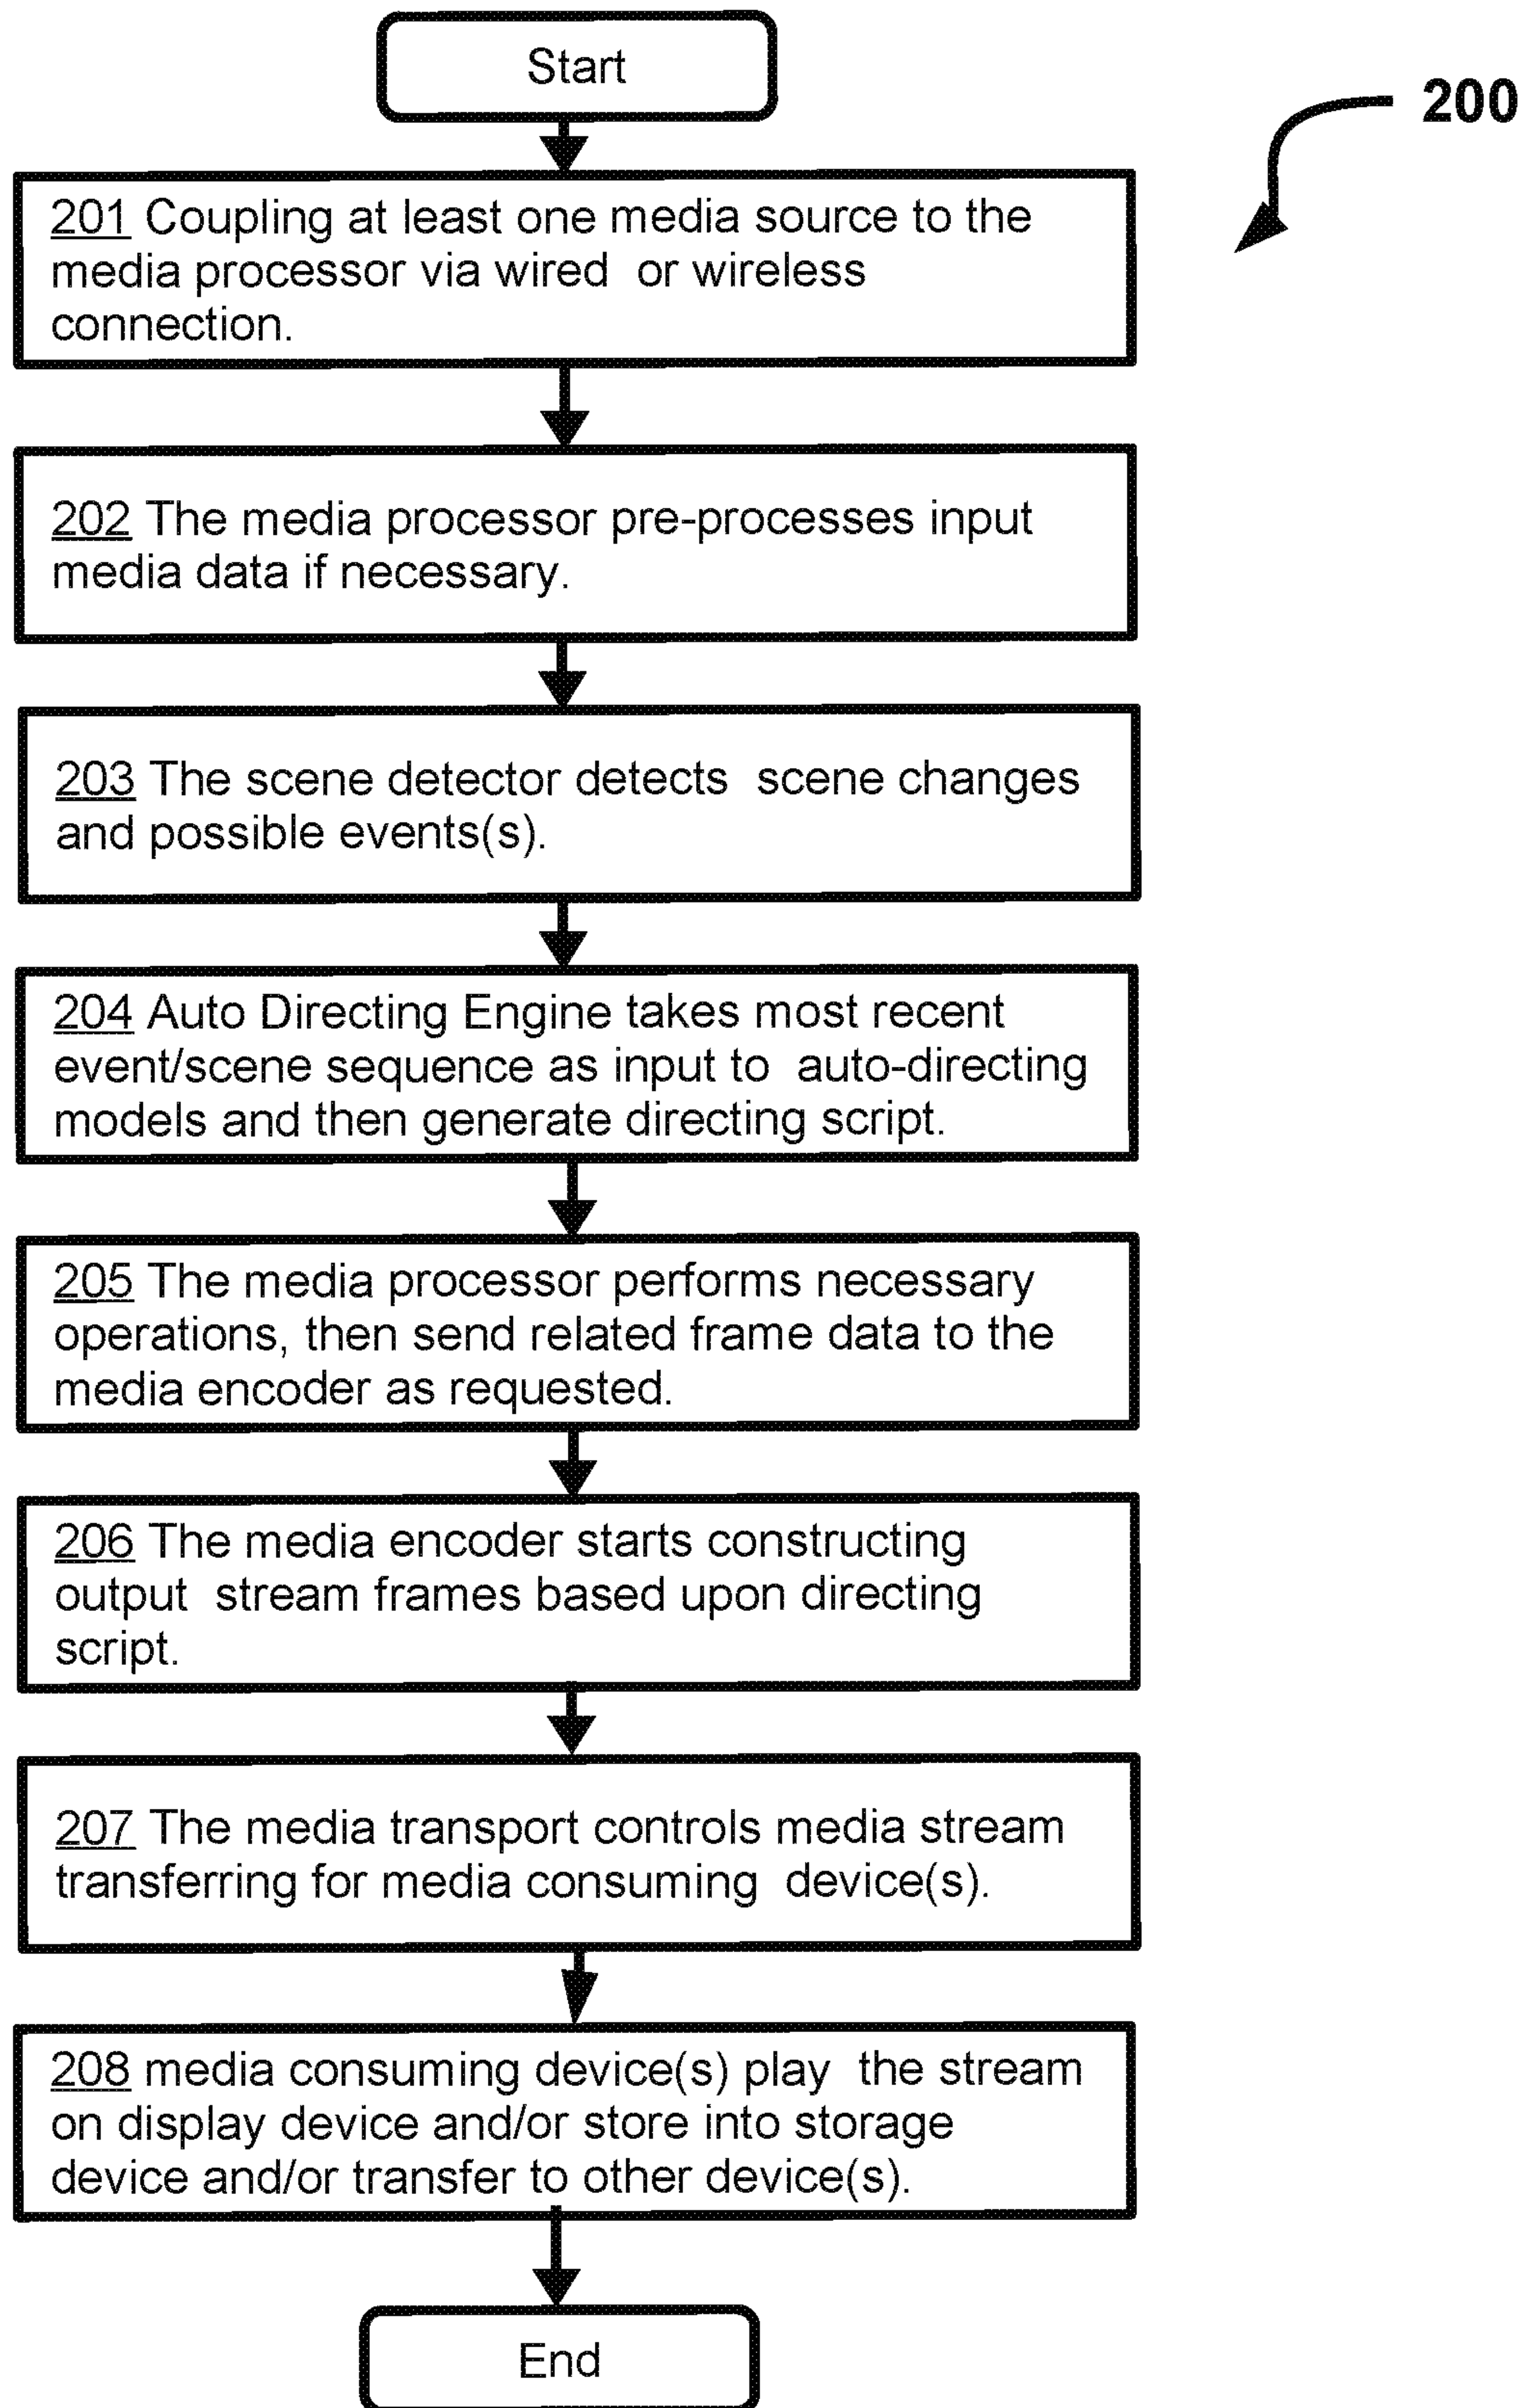 Start
200
201 Coupling at least one media source to the
media processor via wired or wireless
connection.
202 The media processor pre-processes input
media data if necessary.
203 The scene detector detects scene changes
and possible events(s).
204 Auto Directing Engine takes most recent
event/scene sequence as input to auto-directing
models and then generate directing script.
205 The media processor performs necessary
operations, then send related frame data to the
media encoder as requested.
206 The media encoder starts constructing
output stream frames based upon directing
script.
207 The media transport controls media stream
transferring for media consuming device(s).
208 media consuming device(s) play the stream
on display device and/or store into storage
device and/or transfer to other device(s).
End